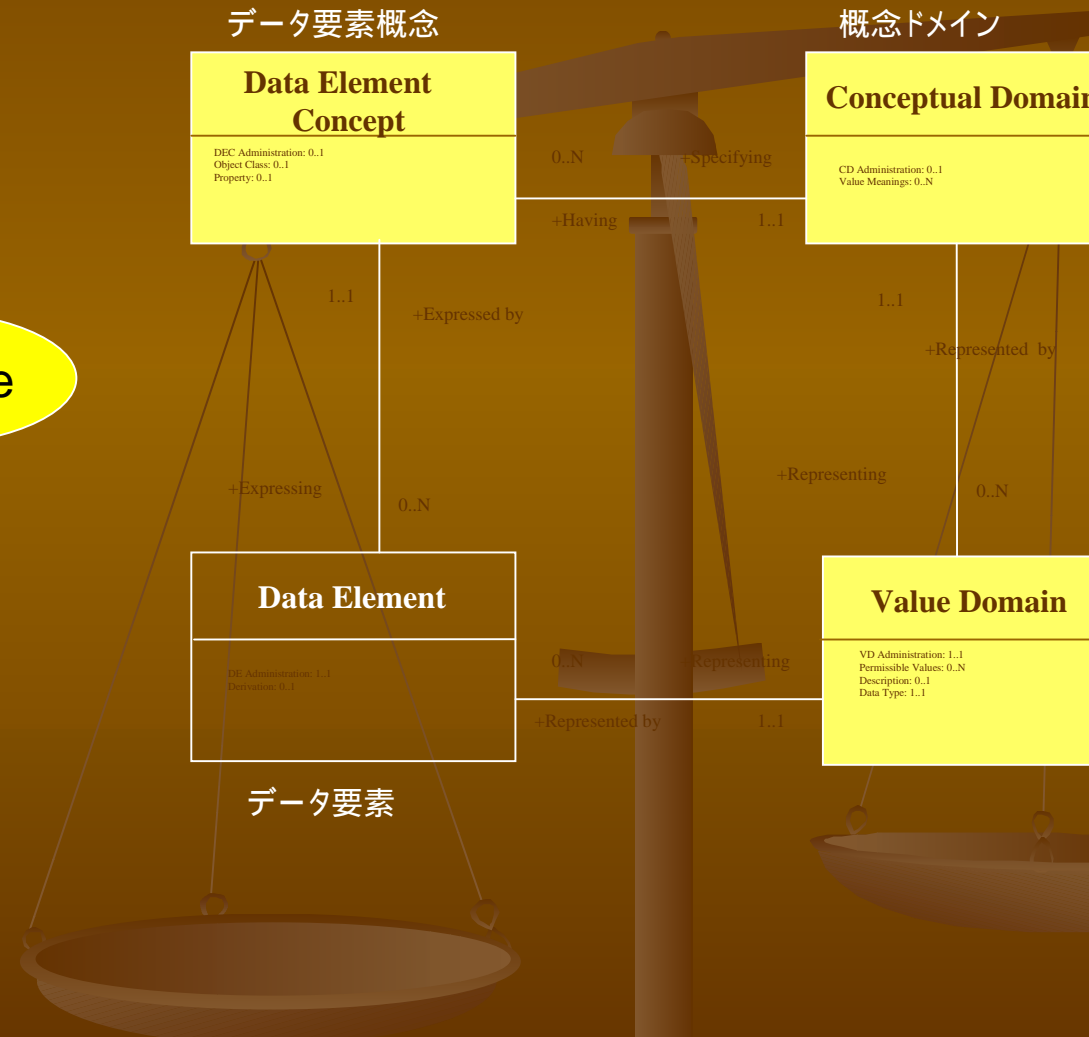 データ要素概念
概念ドメイン
Data Element
Concept
DEC Administration: 0..1
Object Class: 0..1
Property: 0..1
Conceptual Domain
CD Administration: 0..1
Value Meanings: 0..N
0..N
+Specifying
+Having
1..1
1..1
+Expressed by
1..1
+Represented by
e
+Expressing
0..N
+Representing
0..N
Data Element
DE Administration: 1..1
Derivation: 0..1
Value Domain
VD Administration: 1..1
Permissible Values: 0..N
Description: 0..1
Data Type: 1..1
0..N
+Representing
+Represented by
1..1
データ要素